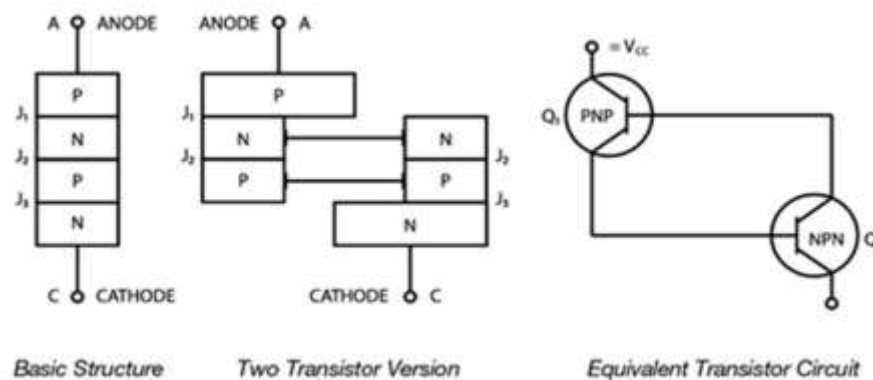 A ANODE
P
J₁
N
J₂
P
J₃
N
C CATHODE
Basic Structure
ANODE A
P
J₁
N N
J₂ J₂
P P
J₃
N
CATHODE C
Two Transistor Version
= Vcc
Q₁ PNP
NPN Q
Equivalent Transistor Circuit